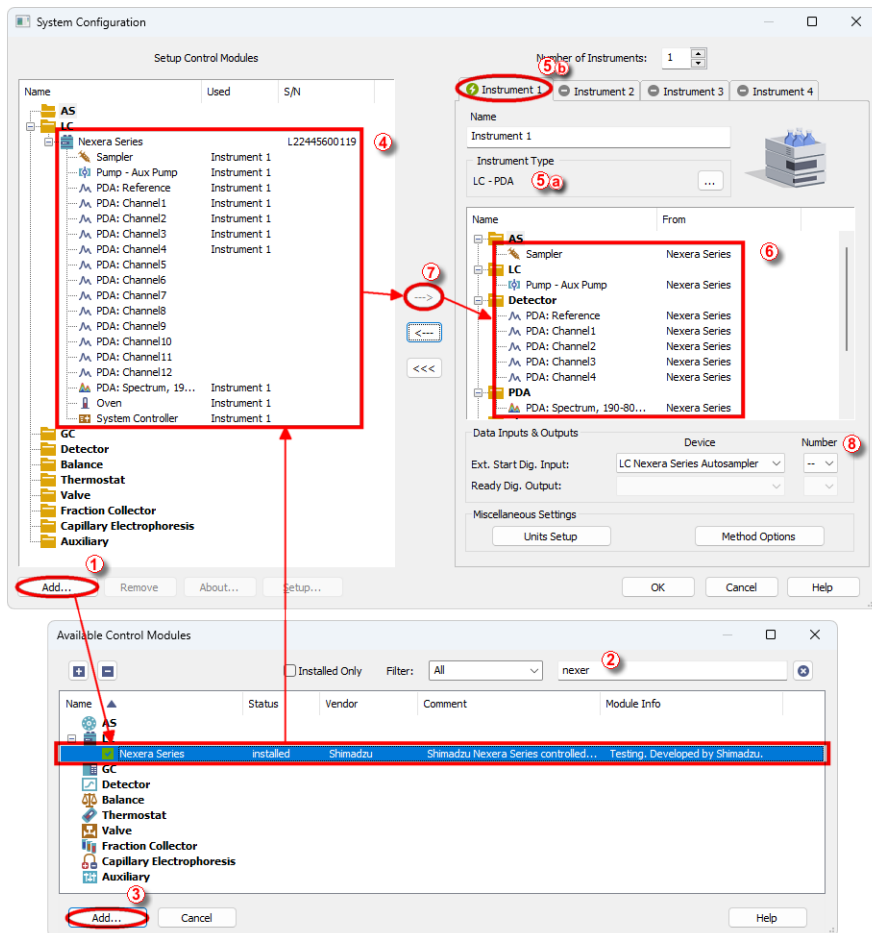 System Configuration
Setup Control Modules
Number of Instruments: 1
⑤ⓑ
Name Used S/N
AS
LC
Nexera Series L22445600119
④
Sampler Instrument 1
Pump - Aux Pump Instrument 1
PDA: Reference Instrument 1
PDA: Channel1 Instrument 1
PDA: Channel2 Instrument 1
PDA: Channel3 Instrument 1
PDA: Channel4 Instrument 1
PDA: Channel5
PDA: Channel6
PDA: Channel7
PDA: Channel8
PDA: Channel9
PDA: Channel10
PDA: Channel11
PDA: Channel12
PDA: Spectrum, 19... Instrument 1
Oven Instrument 1
System Controller Instrument 1
GC
Detector
Balance
Thermostat
Valve
Fraction Collector
Capillary Electrophoresis
Auxiliary
①
Add... Remove About... Setup...
⑦
--->
<---
<<<
Instrument 1 Instrument 2 Instrument 3 Instrument 4
Name
Instrument 1
Instrument Type
LC - PDA ⑤ⓐ ...
Name From
AS
Sampler Nexera Series
⑥
LC
Pump - Aux Pump Nexera Series
Detector
PDA: Reference Nexera Series
PDA: Channel1 Nexera Series
PDA: Channel2 Nexera Series
PDA: Channel3 Nexera Series
PDA: Channel4 Nexera Series
PDA
PDA: Spectrum, 190-80... Nexera Series
Data Inputs & Outputs
Device Number ⑧
Ext. Start Dig. Input: LC Nexera Series Autosampler --
Ready Dig. Output:
Miscellaneous Settings
Units Setup Method Options
OK Cancel Help
Available Control Modules
Installed Only Filter: All nexer ②
Name Status Vendor Comment Module Info
AS
Nexera Series installed Shimadzu Shimadzu Nexera Series controlled... Testing. Developed by Shimadzu.
GC
Detector
Balance
Thermostat
Valve
Fraction Collector
Capillary Electrophoresis
Auxiliary
③
Add... Cancel Help